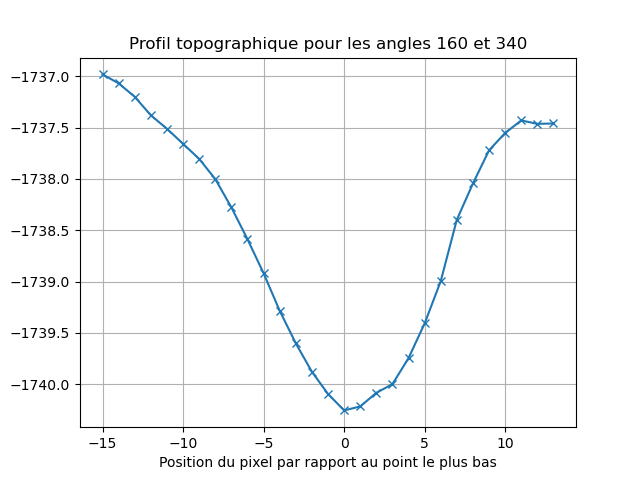 Profil topographique pour les angles 160 et 340
−1737.0
−1737.5
−1738.0
−1738.5
−1739.0
−1739.5
−1740.0
−15 −10 −5 0 5 10
Position du pixel par rapport au point le plus bas